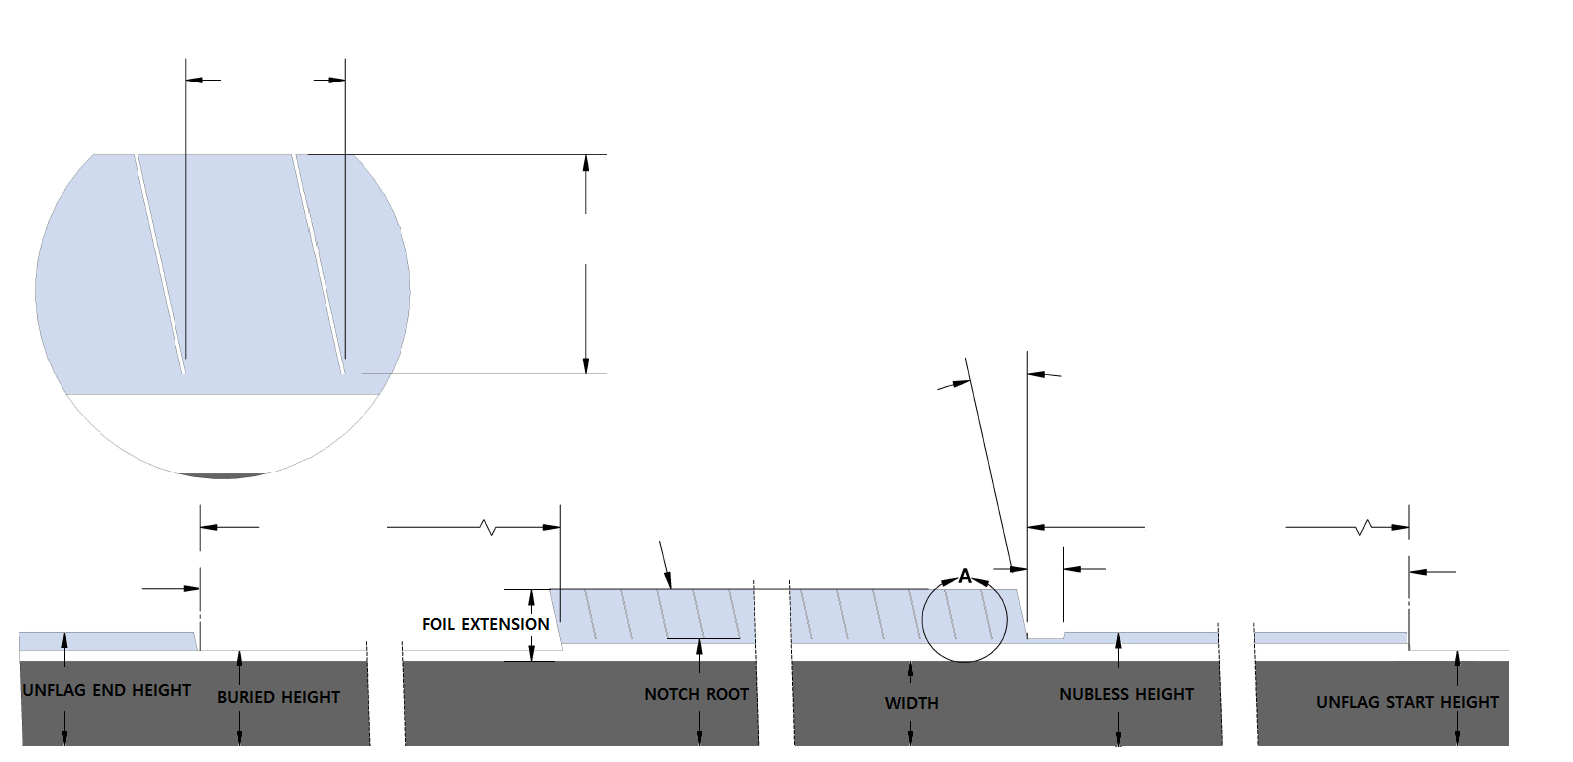 A
FOIL EXTENSION
UNFLAG END HEIGHT
BURIED HEIGHT
NOTCH ROOT
WIDTH
NUBLESS HEIGHT
UNFLAG START HEIGHT